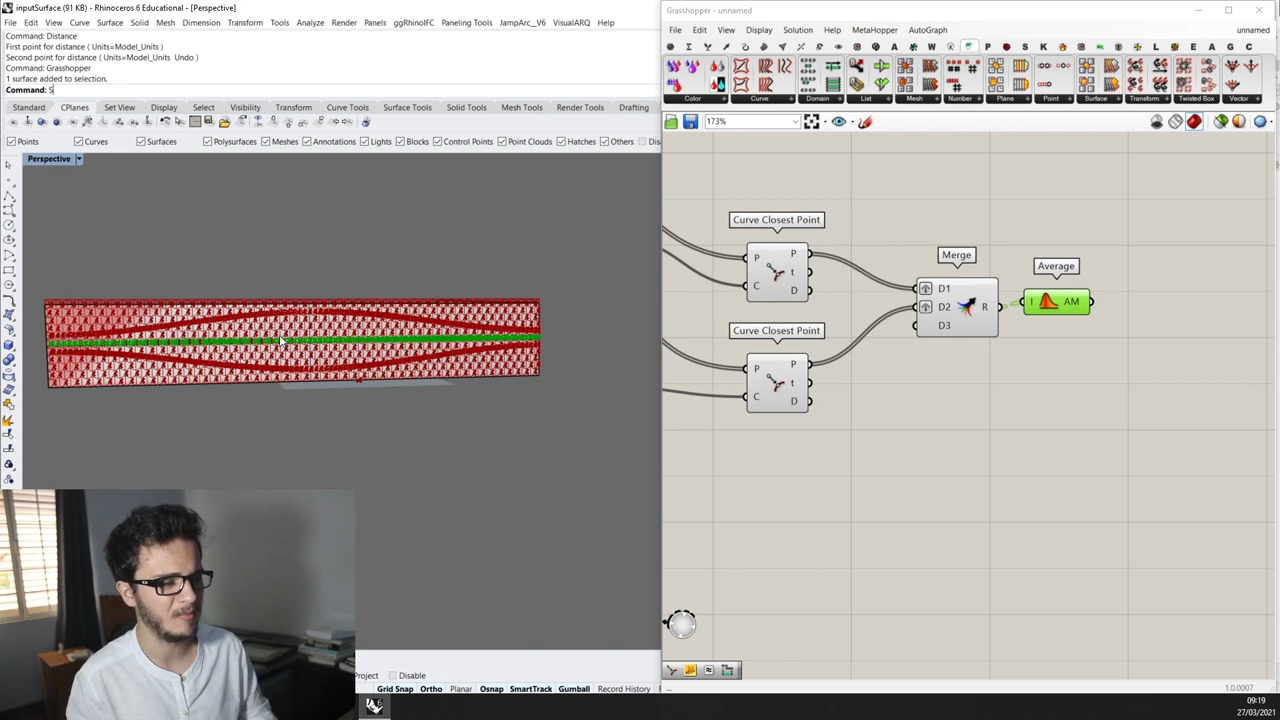 inputSurface (91 KB) - Rhinoceros 6 Educational - [Perspective]
File Edit View Curve Surface Solid Mesh Dimension Transform Tools Analyze Render Panels ggRhinoIFC Paneling Tools JampArc_V6 VisualARQ Help
Command: Distance
First point for distance ( Units=Model_Units )
Second point for distance ( Units=Model_Units Undo )
Command: Grasshopper
1 surface added to selection.
Command: S
Standard CPlanes Set View Display Select Visibility Transform Curve Tools Surface Tools Solid Tools Mesh Tools Render Tools Drafting
Points Curves Surfaces Polysurfaces Meshes Annotations Lights Blocks Control Points Point Clouds Hatches Others
Perspective
Project Disable
Grid Snap Ortho Planar Osnap SmartTrack Gumball Record History
Grasshopper - unnamed
File Edit View Display Solution Help MetaHopper AutoGraph unnamed
Color Curve Domain List Mesh Number Plane Point Surface Transform Twisted Box Vector
173%
Curve Closest Point
P P
t
C D
Merge
D1
D2 R
D3
Average
I AM
Curve Closest Point
P P
t
C D
1.0.0007
09:19
27/03/2021